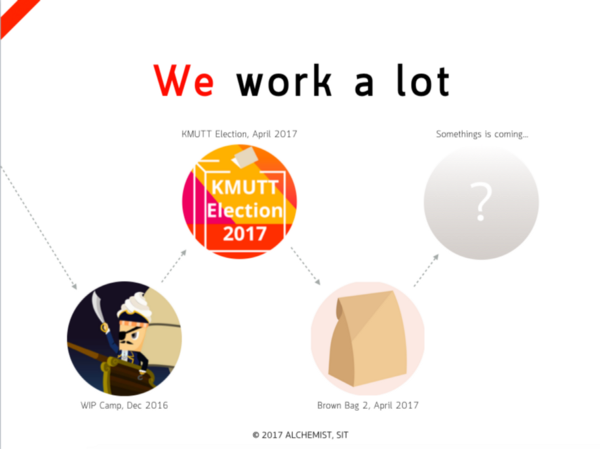 We work a lot
KMUTT Election, April 2017
Somethings is coming...
KMUTT
Election
2017
?
WIP Camp, Dec 2016
Brown Bag 2, April 2017
© 2017 ALCHEMIST, SIT